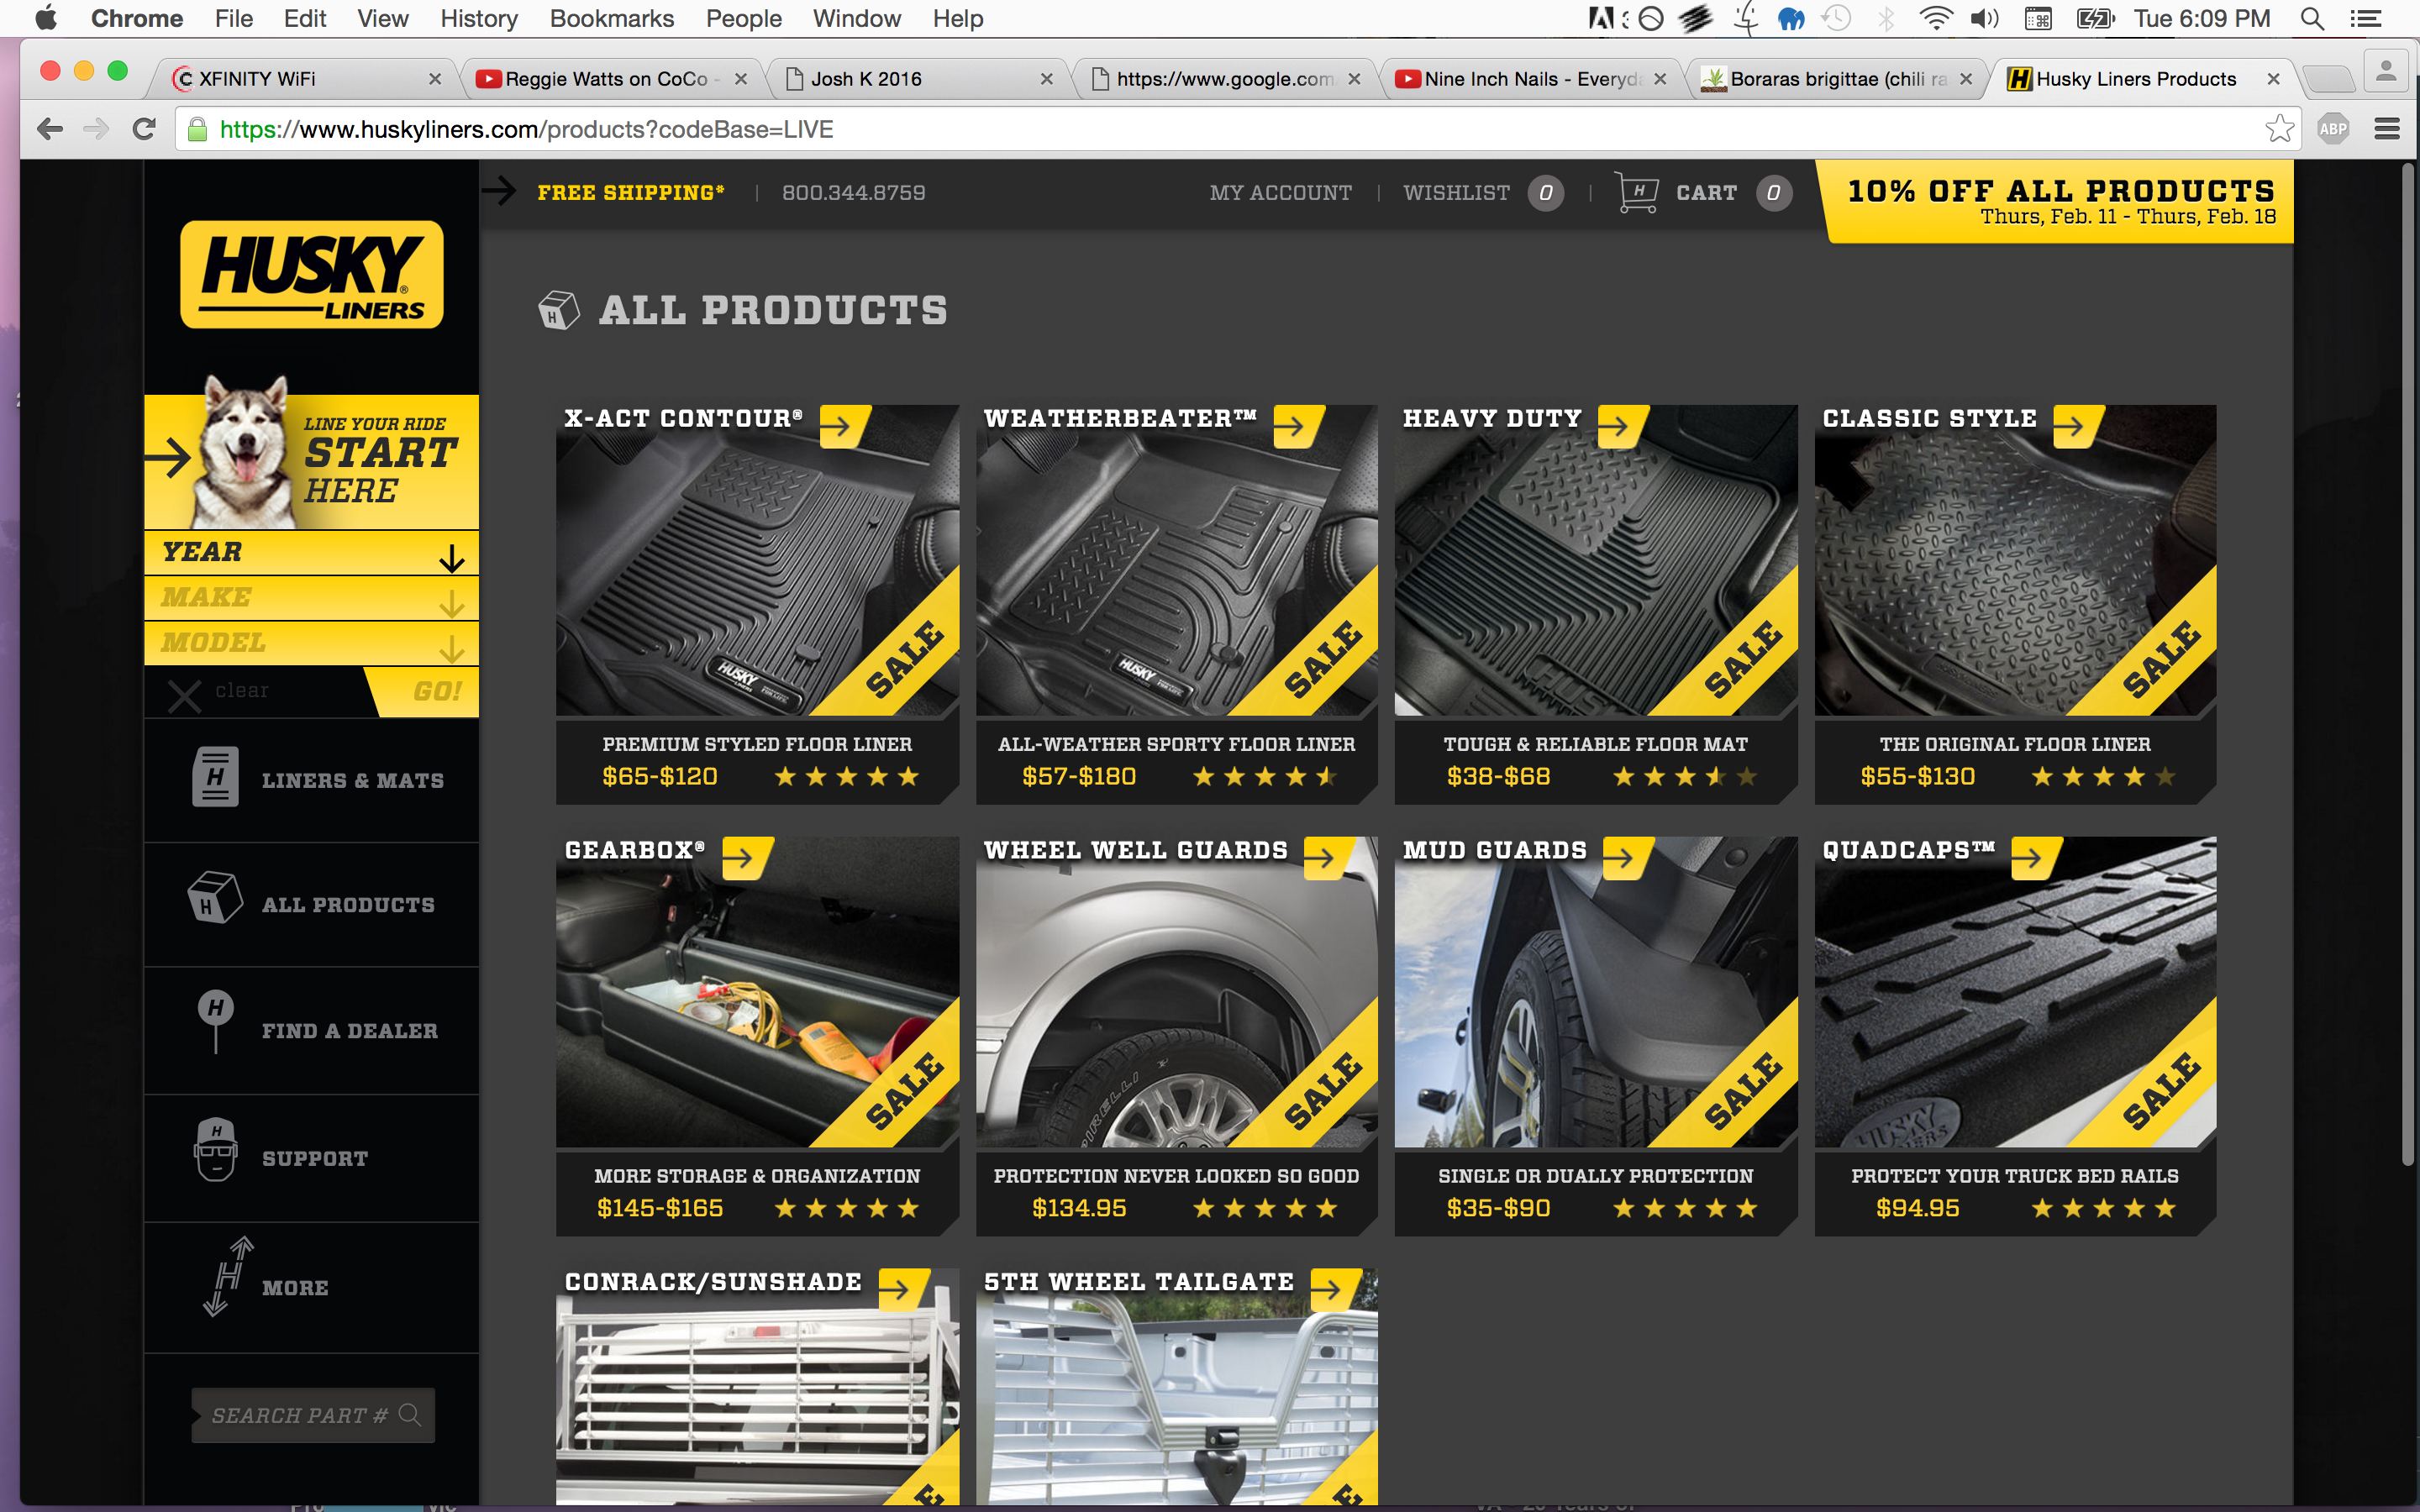 Chrome File Edit View History Bookmarks People Window Help
Tue 6:09 PM
XFINITY WiFi
Reggie Watts on CoCo -
Josh K 2016
https://www.google.com
Nine Inch Nails - Everyda
Boraras brigittae (chili ra
Husky Liners Products
https://www.huskyliners.com/products?codeBase=LIVE
ABP
FREE SHIPPING* | 800.344.8759
MY ACCOUNT | WISHLIST 0 | H CART 0
10% OFF ALL PRODUCTS
Thurs, Feb. 11 - Thurs, Feb. 18
HUSKY®
LINERS
LINE YOUR RIDE
START
HERE
YEAR
MAKE
MODEL
clear
GO!
H LINERS & MATS
H ALL PRODUCTS
H FIND A DEALER
H SUPPORT
H MORE
SEARCH PART #
H ALL PRODUCTS
X-ACT CONTOUR®
HUSKY
LINERS
SALE
PREMIUM STYLED FLOOR LINER
$65-$120
WEATHERBEATER™
HUSKY
LINERS
SALE
ALL-WEATHER SPORTY FLOOR LINER
$57-$180
HEAVY DUTY
SALE
TOUGH & RELIABLE FLOOR MAT
$38-$68
CLASSIC STYLE
SALE
THE ORIGINAL FLOOR LINER
$55-$130
GEARBOX®
SALE
MORE STORAGE & ORGANIZATION
$145-$165
WHEEL WELL GUARDS
PIRELLI
SALE
PROTECTION NEVER LOOKED SO GOOD
$134.95
MUD GUARDS
SALE
SINGLE OR DUALLY PROTECTION
$35-$90
QUADCAPS™
HUSKY
LINERS
SALE
PROTECT YOUR TRUCK BED RAILS
$94.95
CONRACK/SUNSHADE
5TH WHEEL TAILGATE